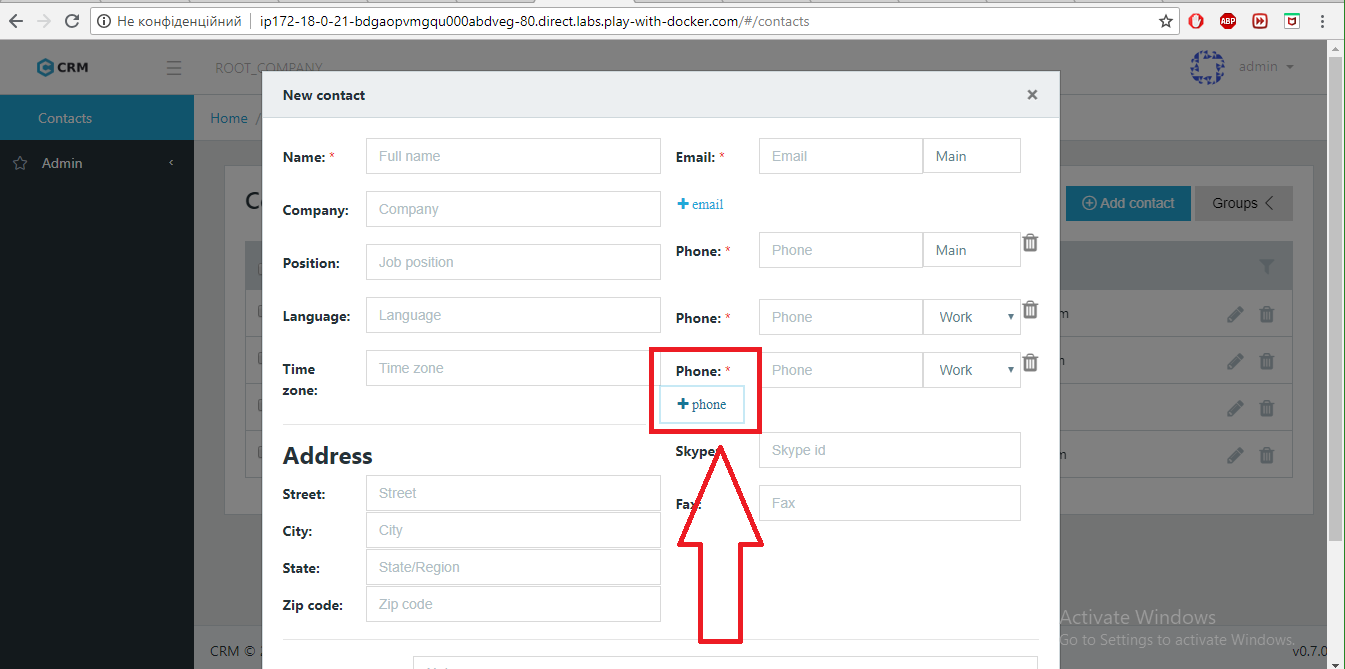 Не конфіденційний ip172-18-0-21-bdgaopvmgqu000abdveg-80.direct.labs.play-with-docker.com/#/contacts
ABP
CRM ROOT_COMPANY admin
New contact ×
Contacts
Home /
Admin
Name: * Full name Email: * Email Main
Company: Company + email
Add contact Groups
Position: Job position Phone: * Phone Main
Language: Language Phone: * Phone Work
Time zone: Time zone Phone: * Phone Work
+ phone
Address Skype Skype id
Street: Street Fax: Fax
City: City
State: State/Region
Zip code: Zip code
Activate Windows
Go to Settings to activate Windows.
CRM © v0.7.0